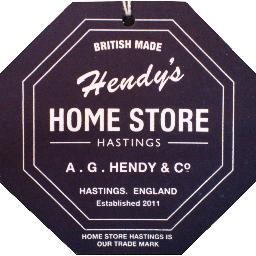 BRITISH MADE
Hendy's
HOME STORE
HASTINGS
A. G. HENDY & Co
HASTINGS. ENGLAND
Established 2011
HOME STORE HASTINGS IS
OUR TRADE MARK